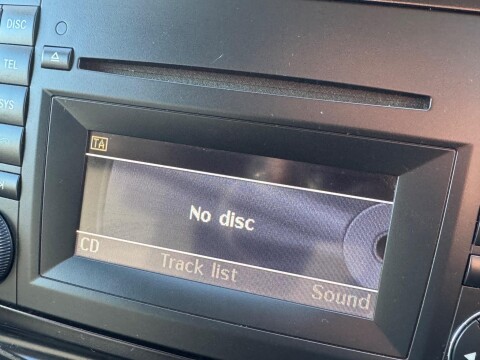 DISC
TEL
SYS
TA
No disc
CD Track list Sound